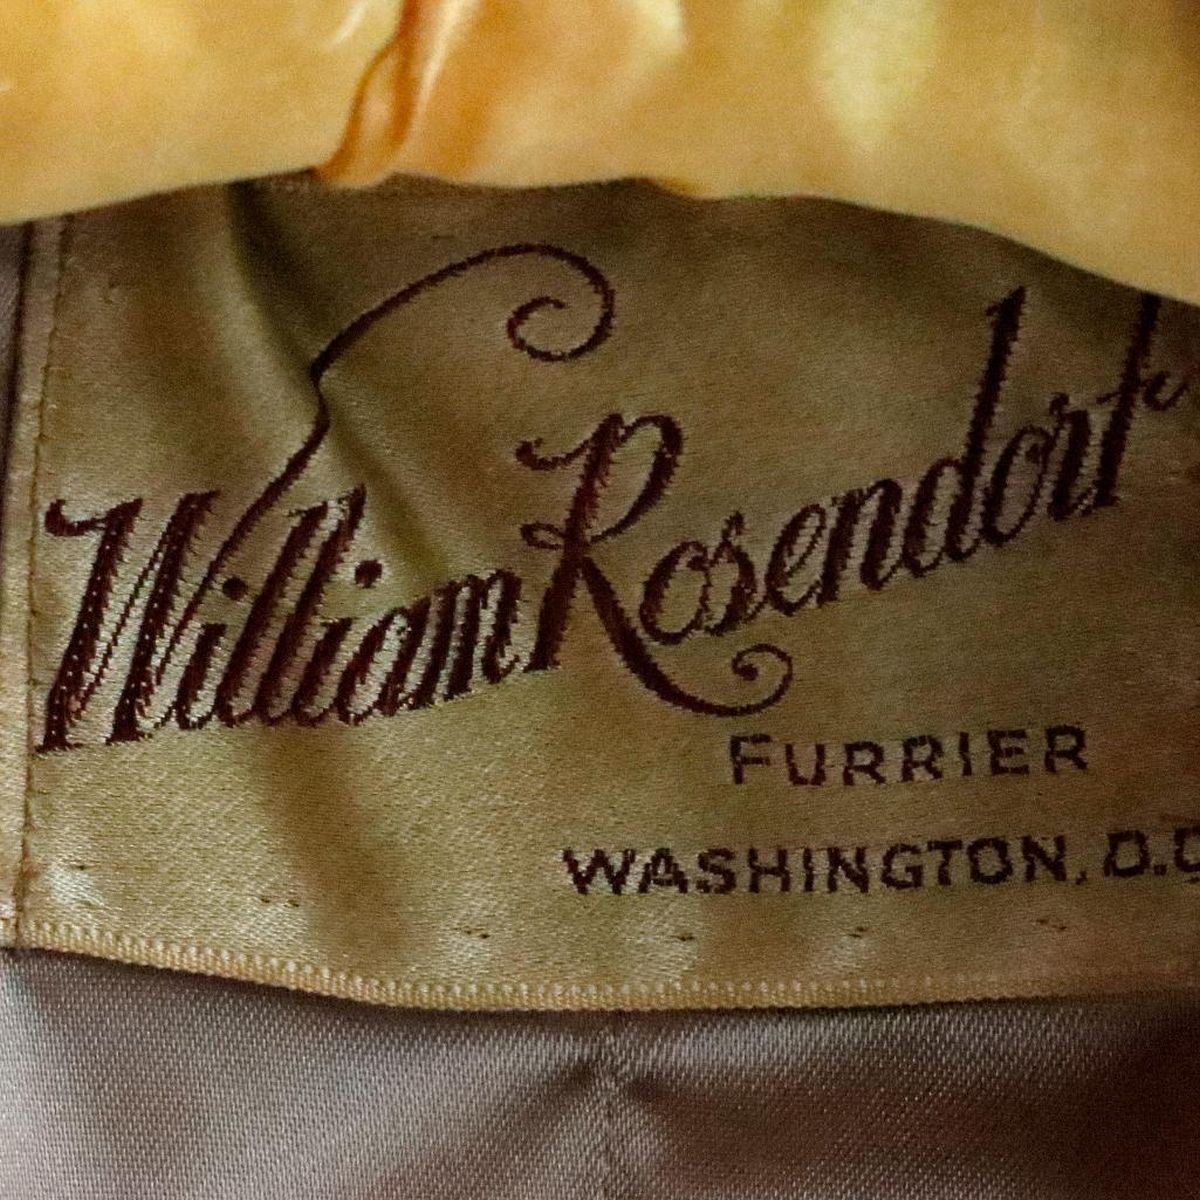 William Rosendorf
FURRIER
WASHINGTON, D.C